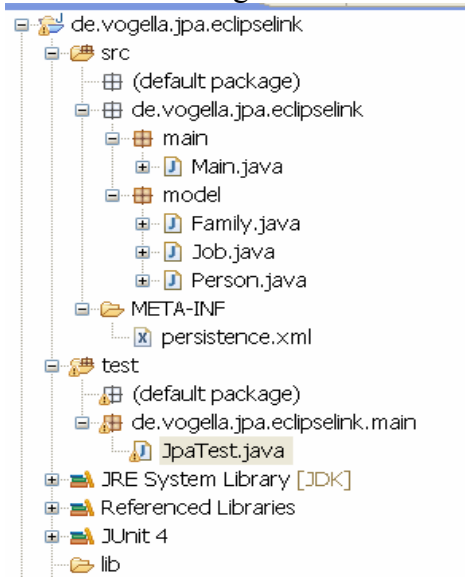 de.vogella.jpa.eclipselink
src
(default package)
de.vogella.jpa.eclipselink
main
Main.java
model
Family.java
Job.java
Person.java
META-INF
persistence.xml
test
(default package)
de.vogella.jpa.eclipselink.main
JpaTest.java
JRE System Library [JDK]
Referenced Libraries
JUnit 4
lib